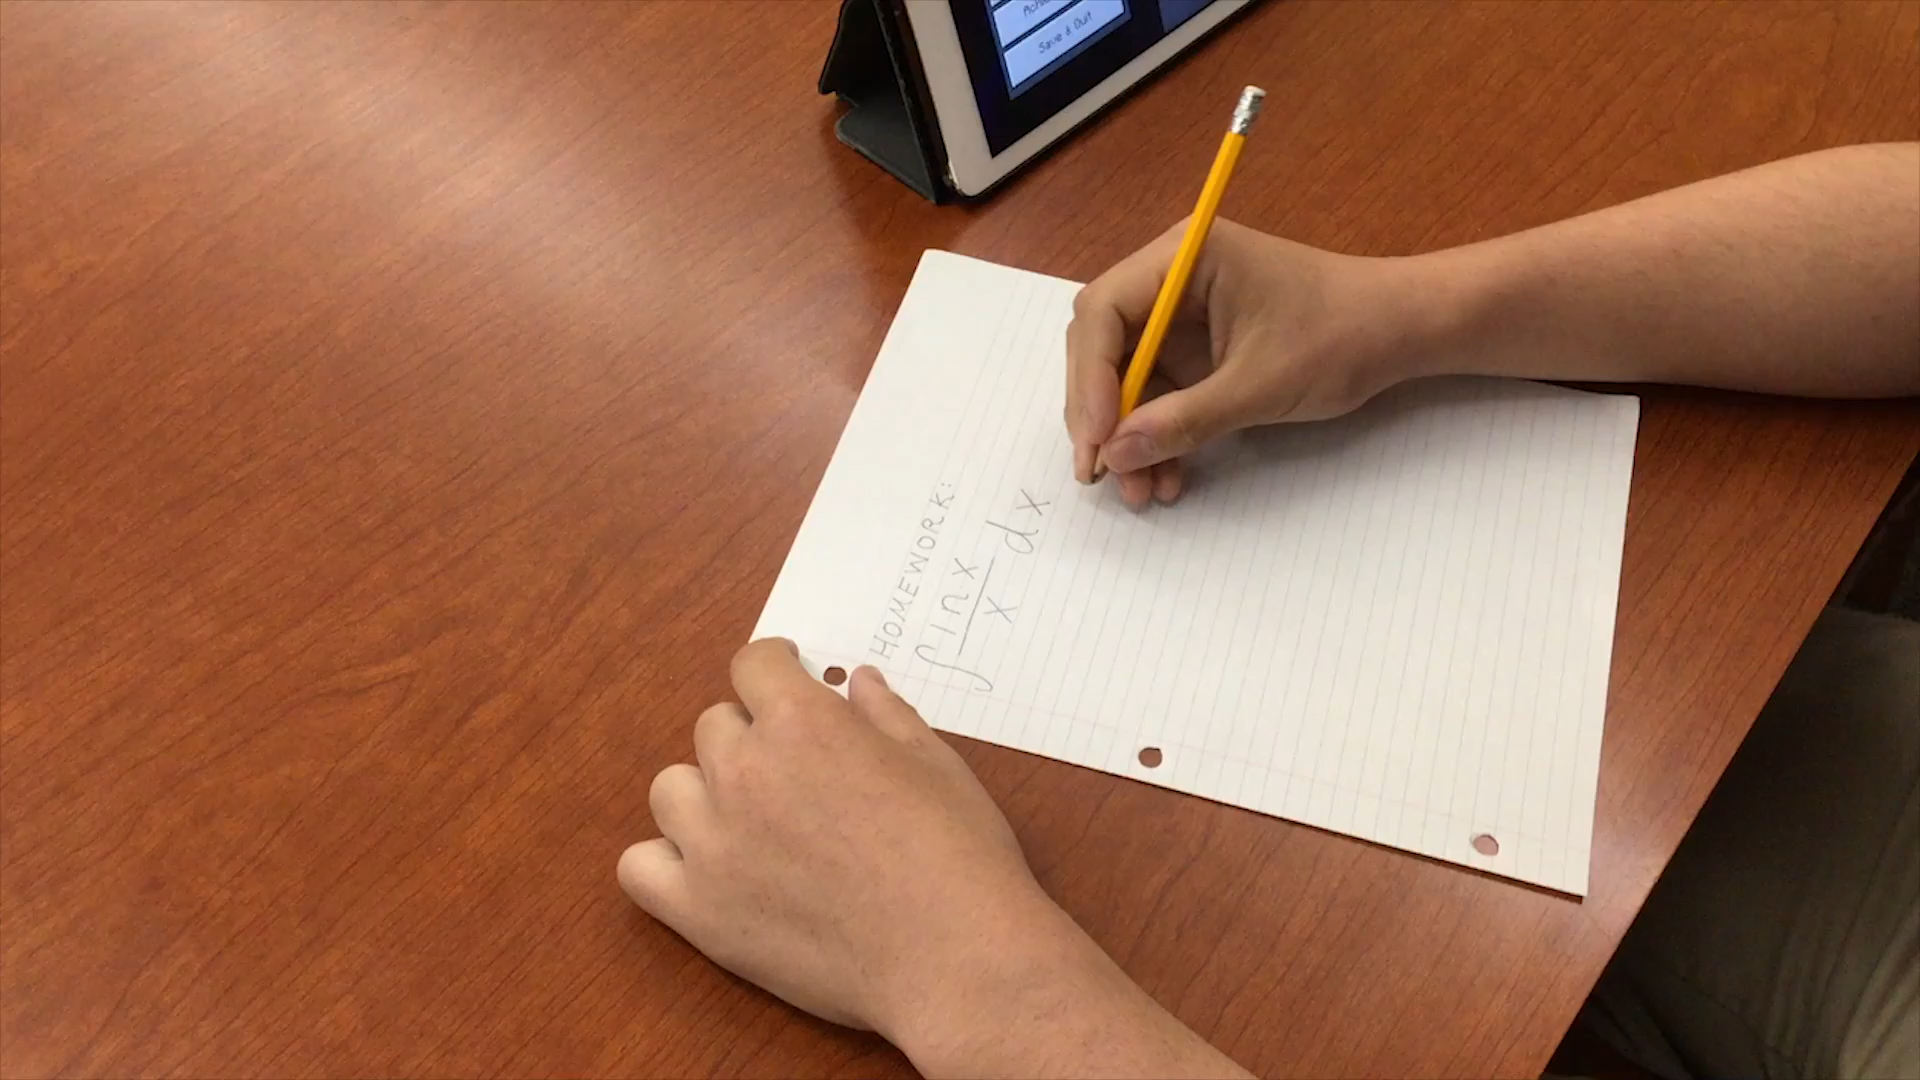 Save & Quit
HOMEWORK:
∫ ln x / x dx